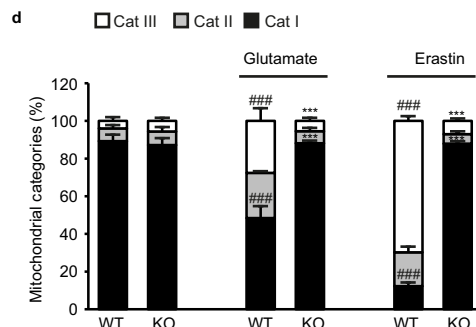 d
Cat III Cat II Cat I
Glutamate Erastin
Mitochondrial categories (%)
120
100
80
60
40
20
0
### *** ### ***
### *** ### ***
WT KO WT KO WT KO